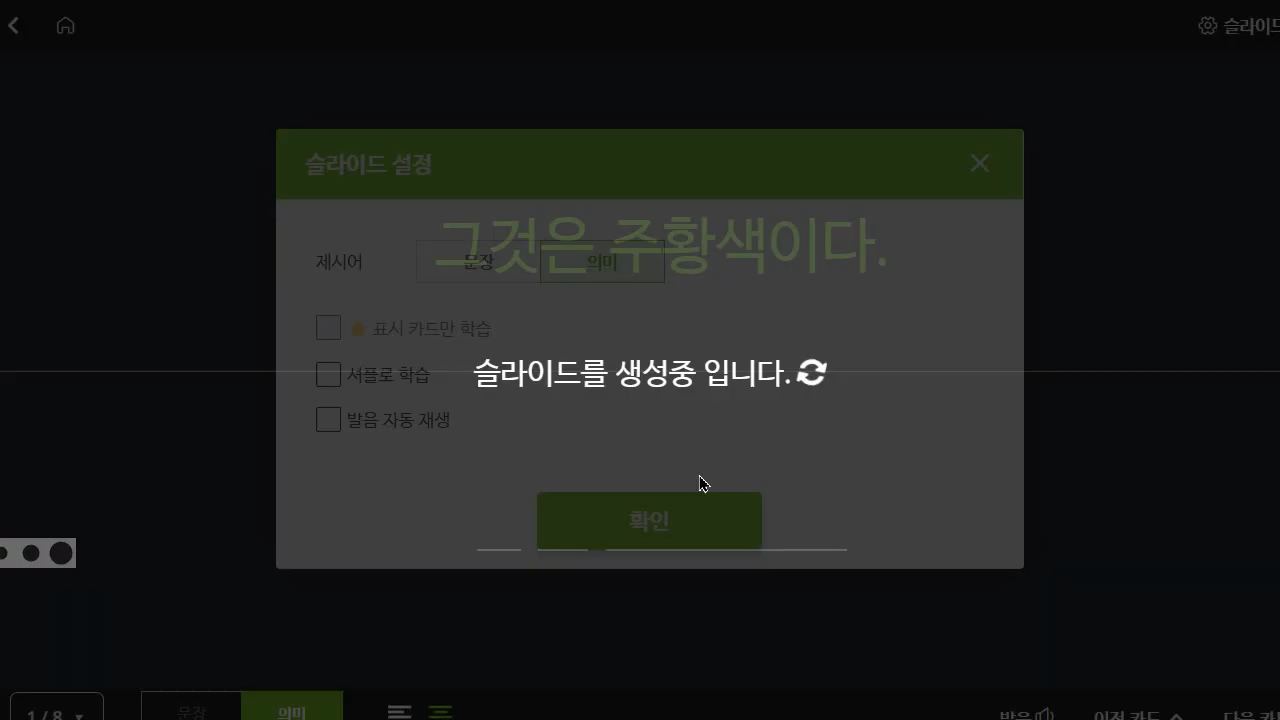 슬라이드
슬라이드 설정
그것은 주황색이다.
제시어 문장 의미
표시 카드만 학습
슬라이드를 생성중 입니다.
셔플로 학습
발음 자동 재생
확인
1 / 8
문장 의미
발음
이전 카드
다음